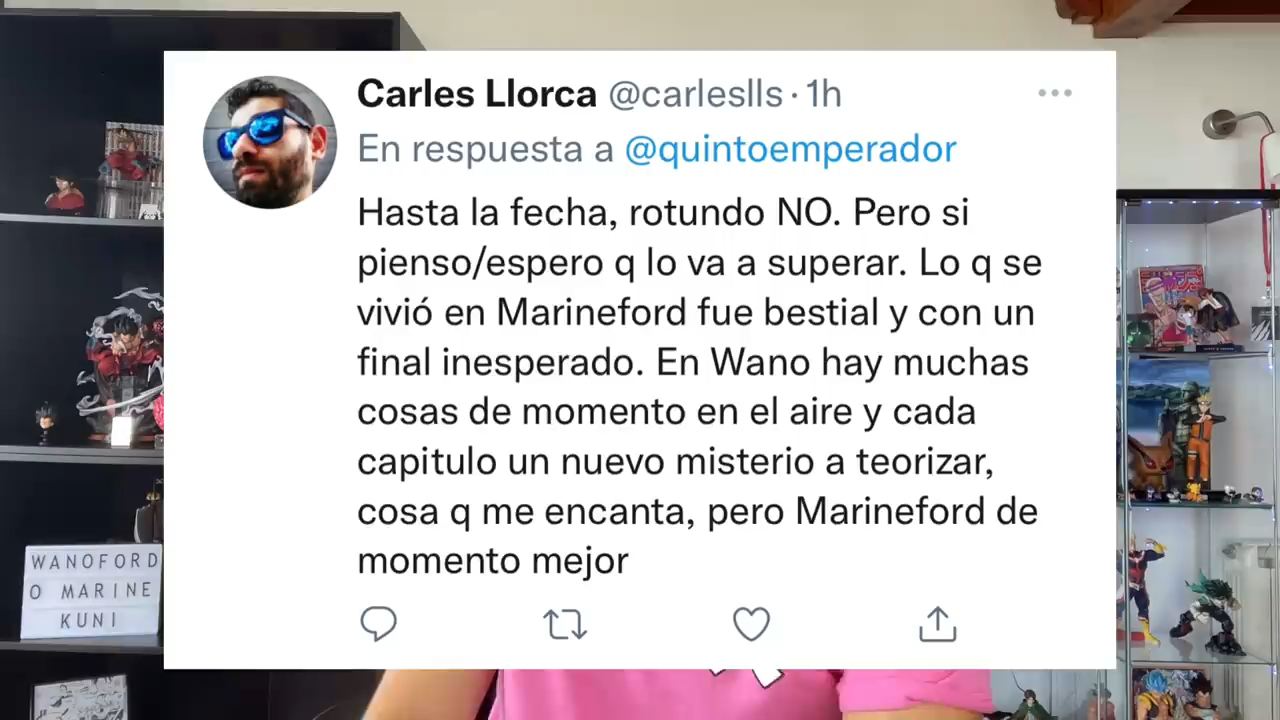 Carles Llorca @carleslls · 1h
En respuesta a @quintoemperador
Hasta la fecha, rotundo NO. Pero si
pienso/espero q lo va a superar. Lo q se
vivió en Marineford fue bestial y con un
final inesperado. En Wano hay muchas
cosas de momento en el aire y cada
capitulo un nuevo misterio a teorizar,
cosa q me encanta, pero Marineford de
momento mejor
WANOFORD
O MARINE
KUNI